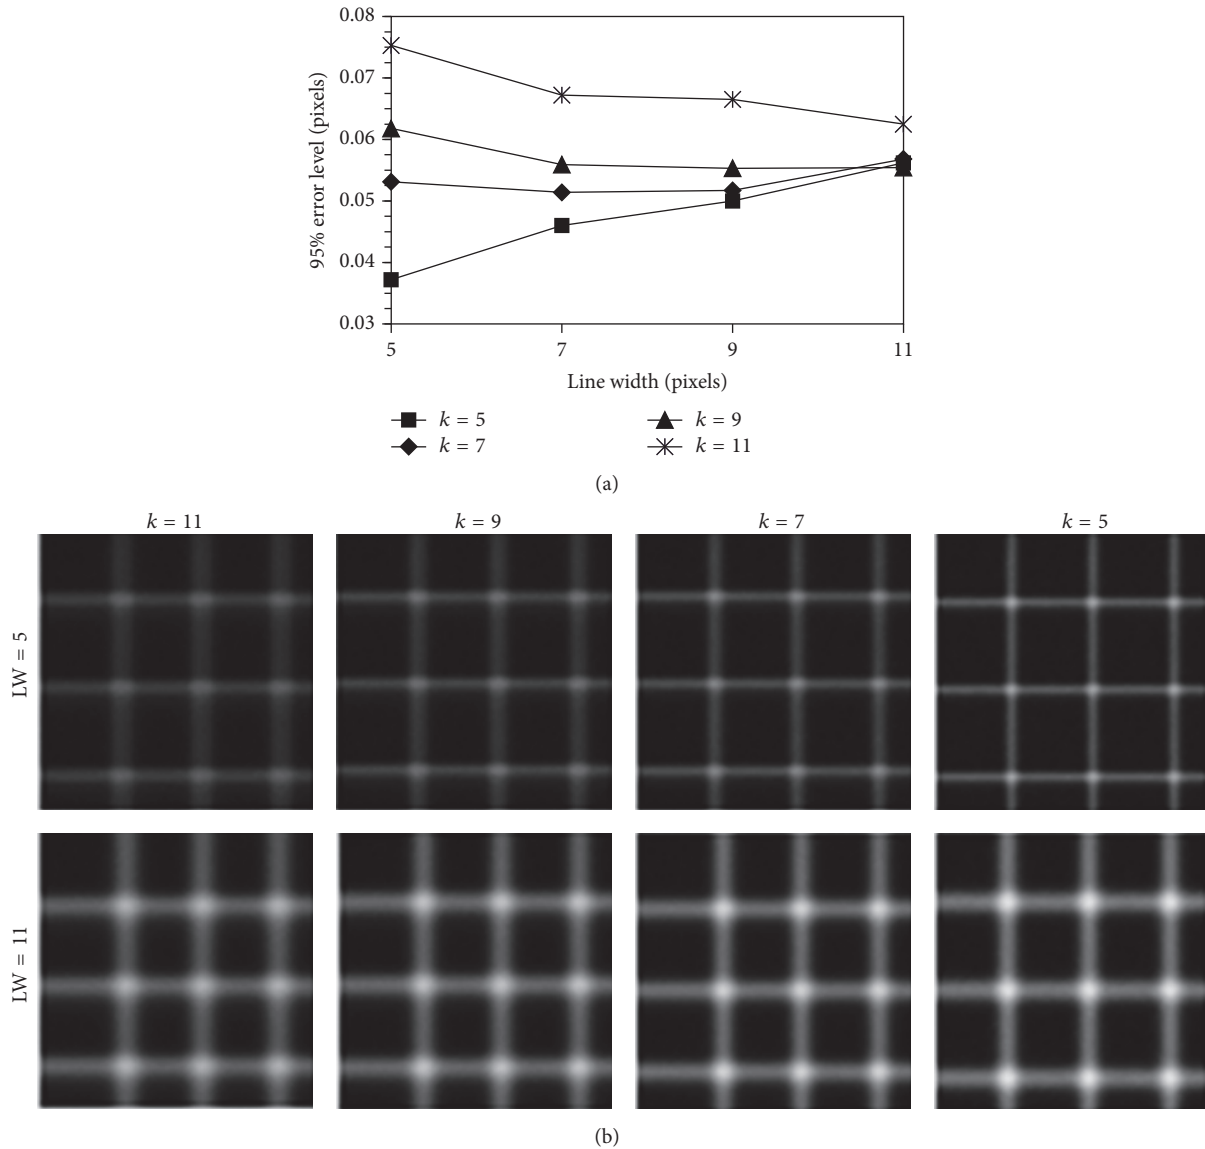 0.08
0.07
0.06
0.05
0.04
0.03
95% error level (pixels)
5 7 9 11
Line width (pixels)
k = 5 k = 9
k = 7 k = 11
(a)
k = 11 k = 9 k = 7 k = 5
LW = 5
LW = 11
(b)